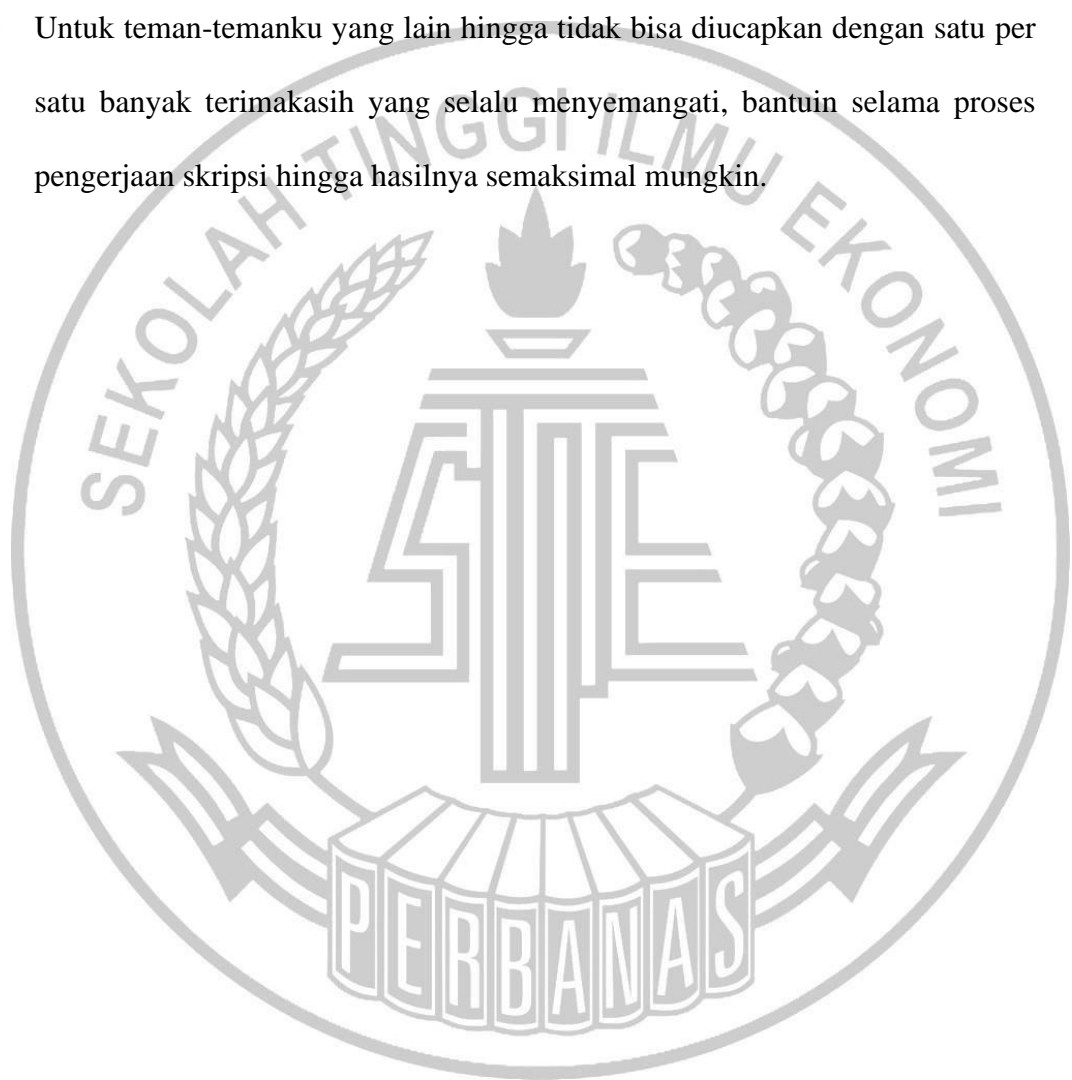 Untuk teman-temanku yang lain hingga tidak bisa diucapkan dengan satu per
satu banyak terimakasih yang selalu menyemangati, bantuin selama proses
pengerjaan skripsi hingga hasilnya semaksimal mungkin.
SEKOLAH TINGGI ILMU EKONOMI
STIE
PERBANAS